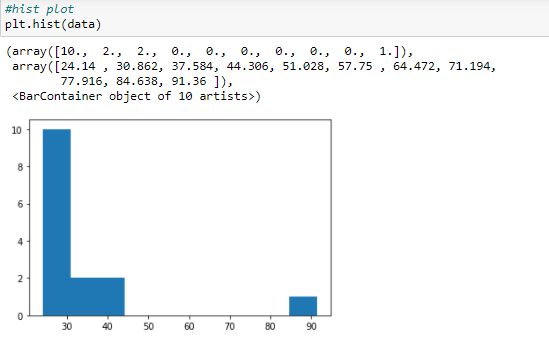 #hist plot
plt.hist(data)
(array([10., 2., 2., 0., 0., 0., 0., 0., 0., 1.]),
array([24.14 , 30.862, 37.584, 44.306, 51.028, 57.75 , 64.472, 71.194,
77.916, 84.638, 91.36 ]),
<BarContainer object of 10 artists>)
10
8
6
4
2
0
30 40 50 60 70 80 90